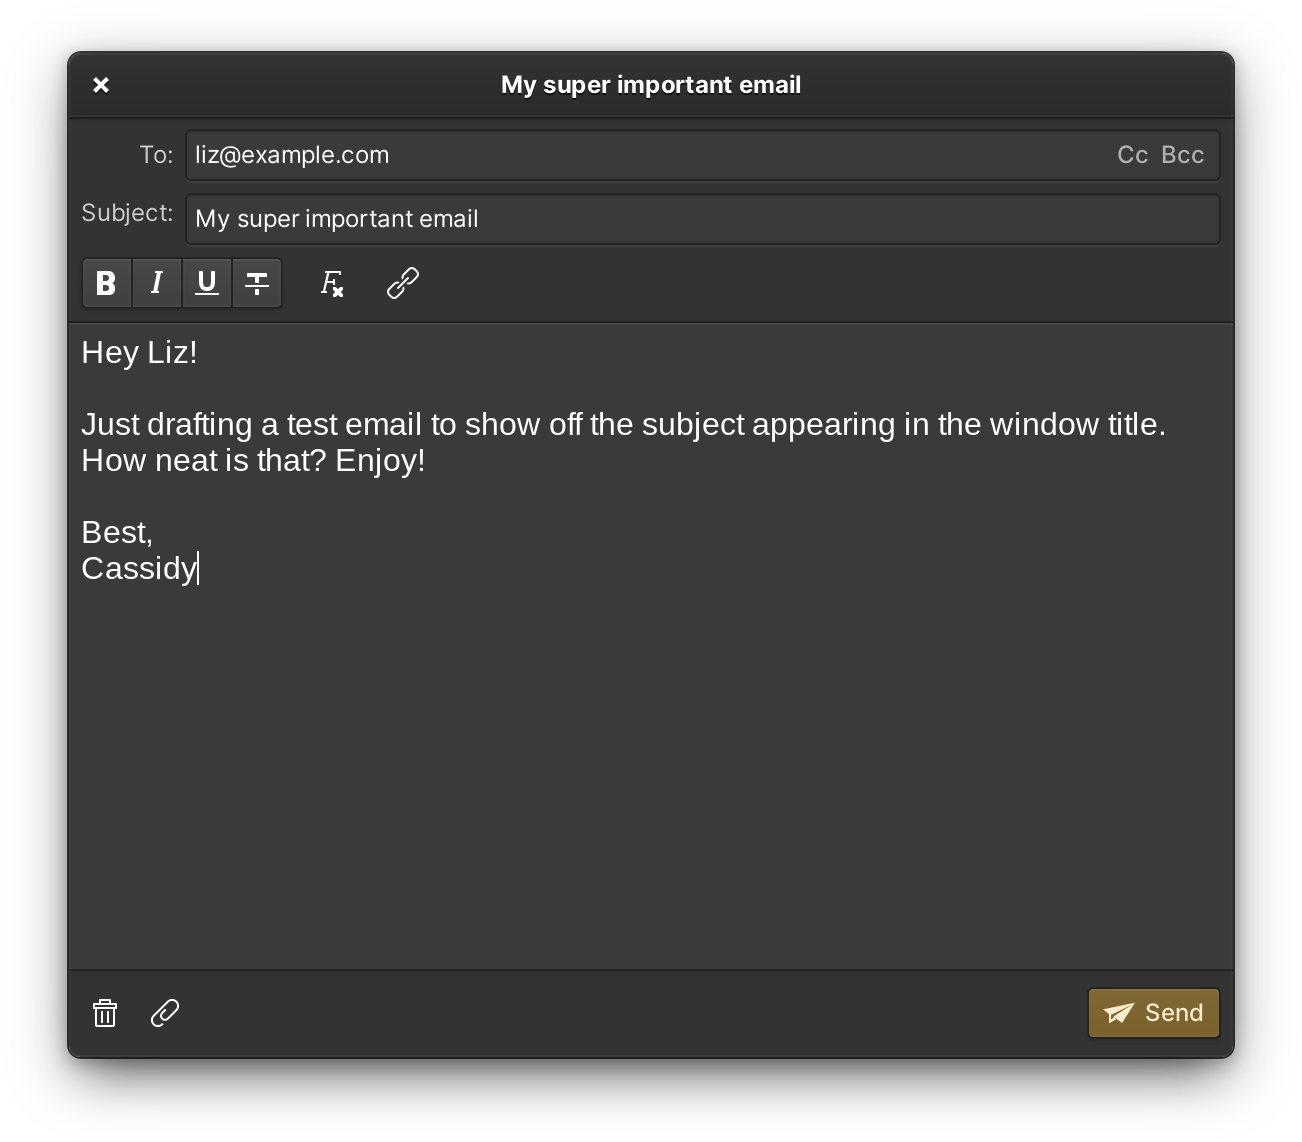 My super important email
To: liz@example.com Cc Bcc
Subject: My super important email
B I U T Fx
Hey Liz!
Just drafting a test email to show off the subject appearing in the window title.
How neat is that? Enjoy!
Best,
Cassidy
Send